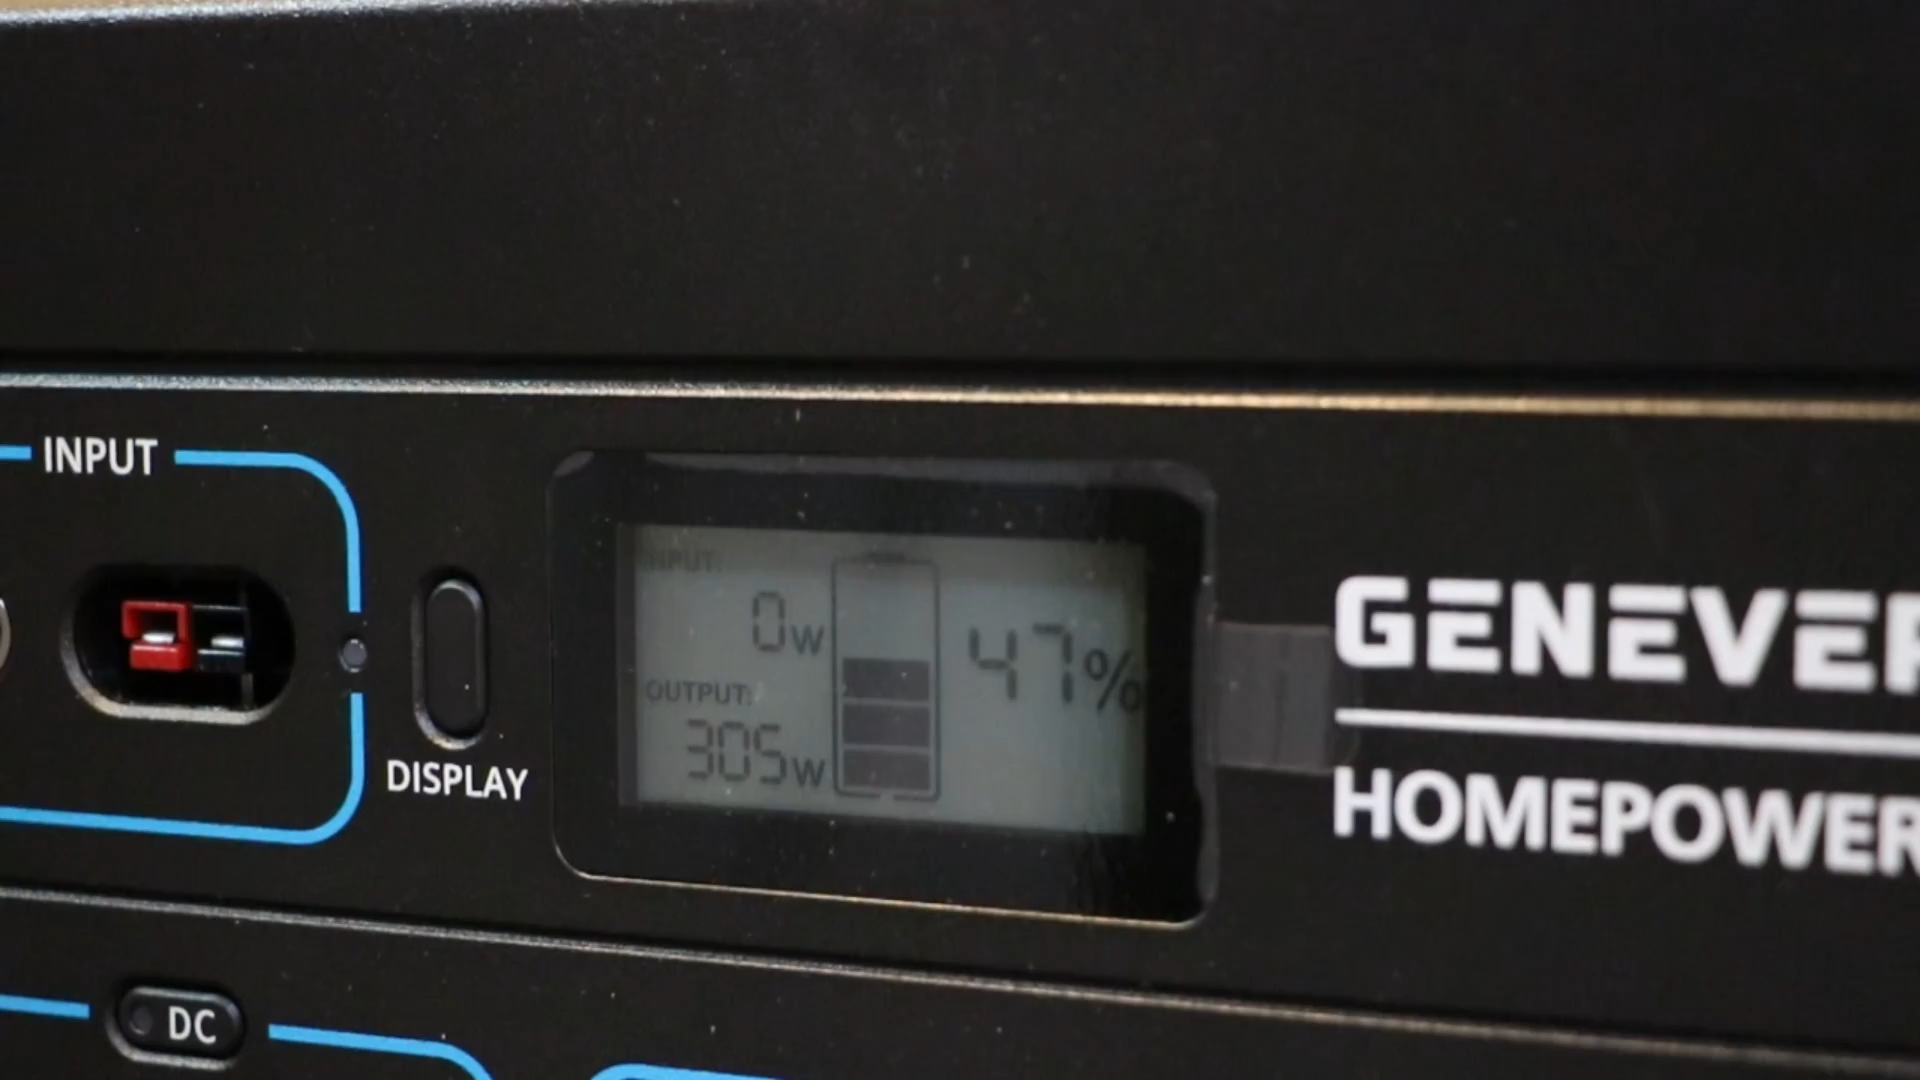 INPUT
INPUT:
0W
47%
OUTPUT:
305W
DISPLAY
GENEVER
HOMEPOWER
DC